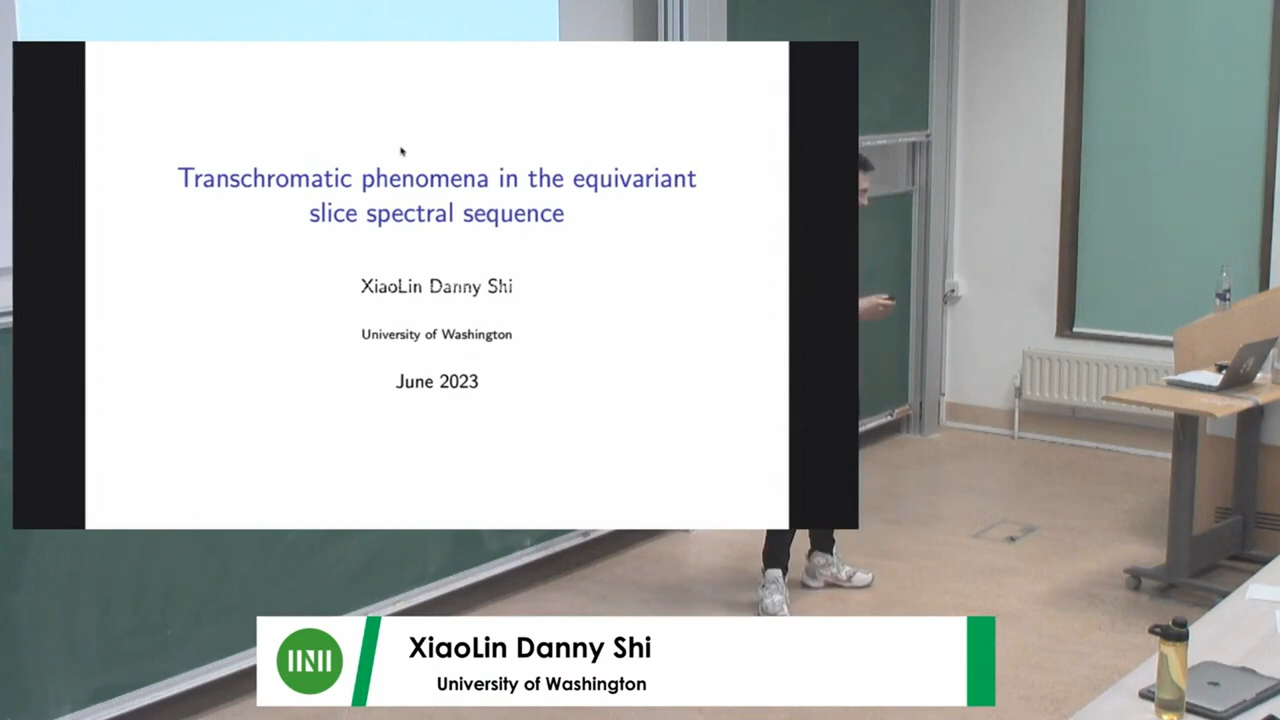 Transchromatic phenomena in the equivariant
slice spectral sequence
XiaoLin Danny Shi
University of Washington
June 2023
XiaoLin Danny Shi
University of Washington